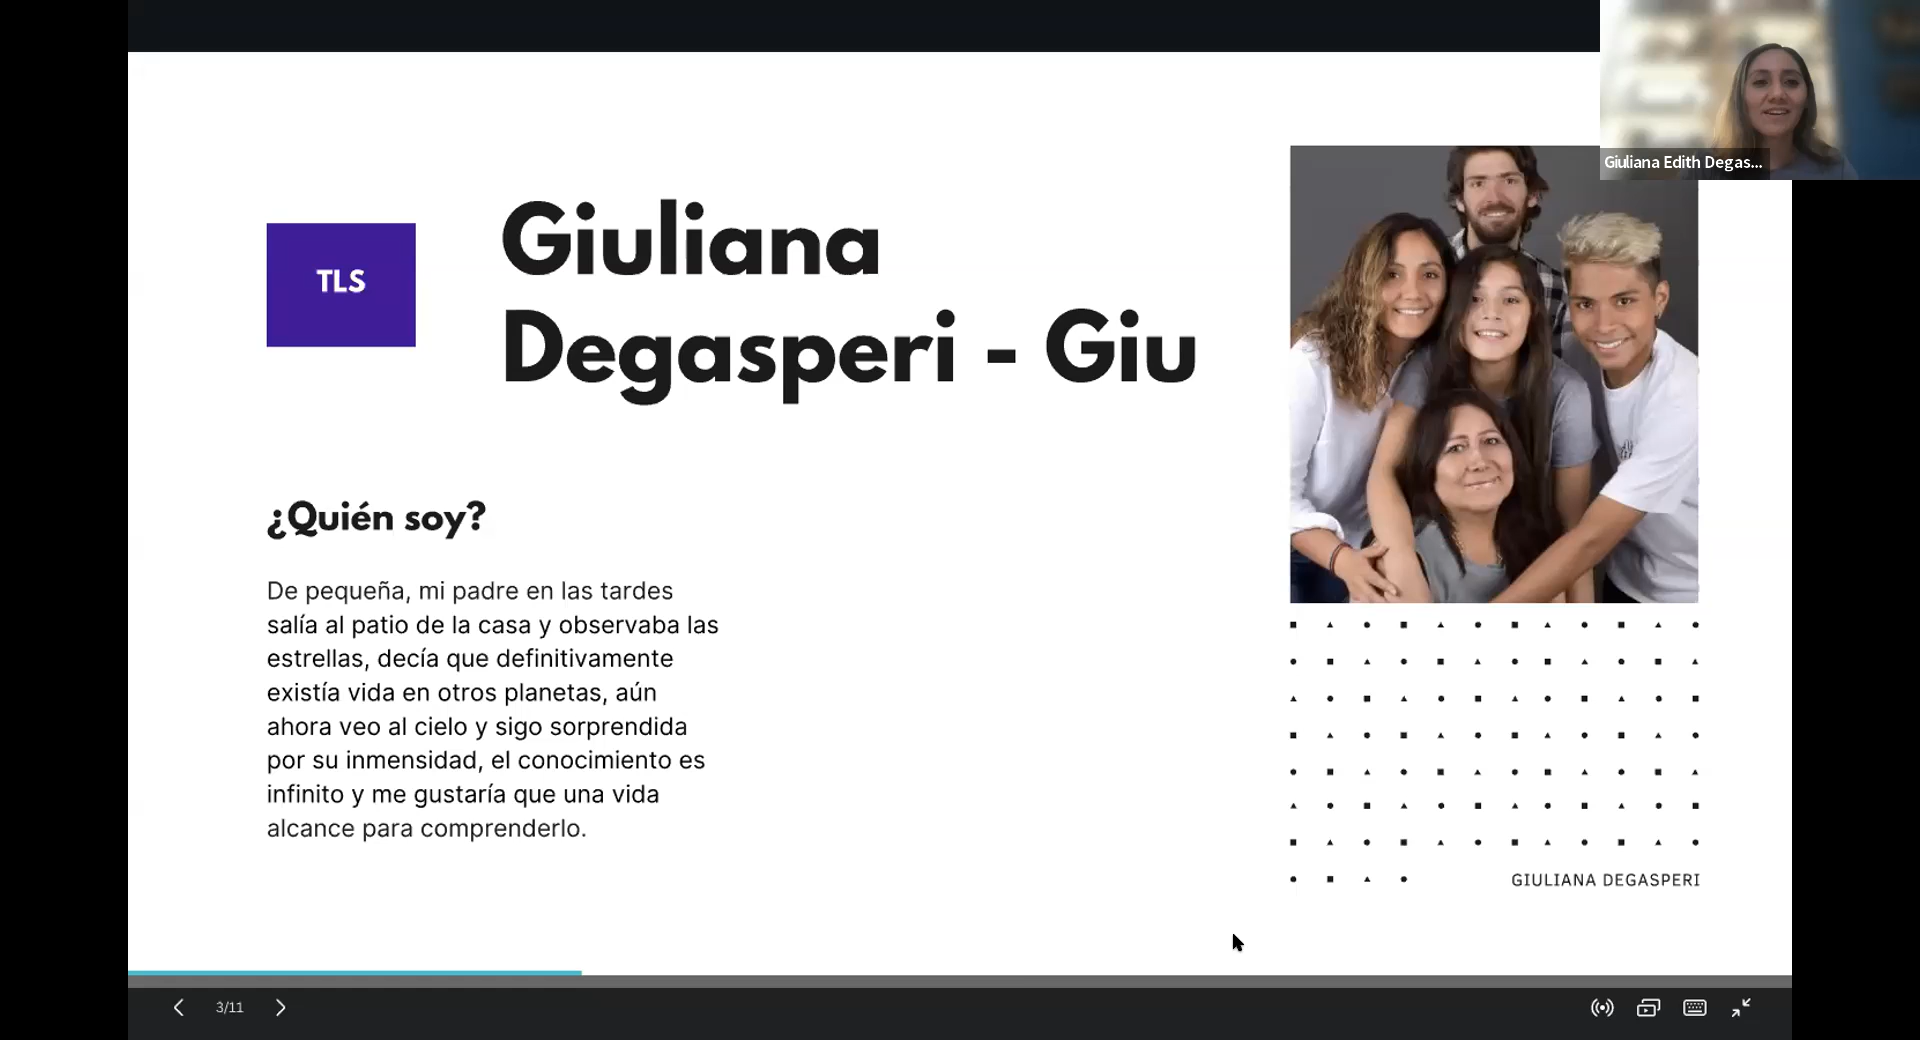 Giuliana Edith Degas...
TLS
Giuliana
Degasperi - Giu
¿Quién soy?
De pequeña, mi padre en las tardes
salía al patio de la casa y observaba las
estrellas, decía que definitivamente
existía vida en otros planetas, aún
ahora veo al cielo y sigo sorprendida
por su inmensidad, el conocimiento es
infinito y me gustaría que una vida
alcance para comprenderlo.
GIULIANA DEGASPERI
3/11